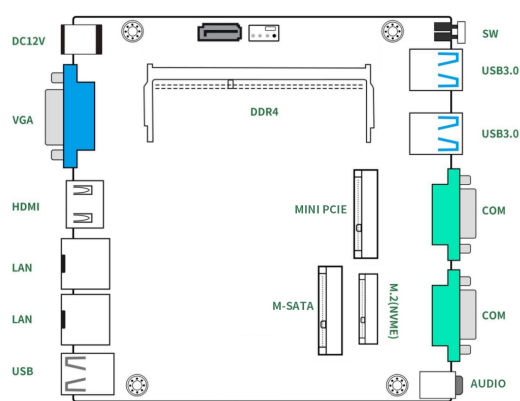 DC12V
SW
USB3.0
VGA
DDR4
USB3.0
MINI PCIE
HDMI
COM
LAN
M-SATA
M.2(NVME)
LAN
COM
USB
AUDIO